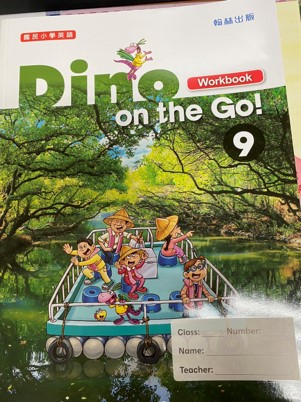 國民小學英語
翰林出版
Dino
Workbook
on the Go!
9
Class: Number:
Name:
Teacher: